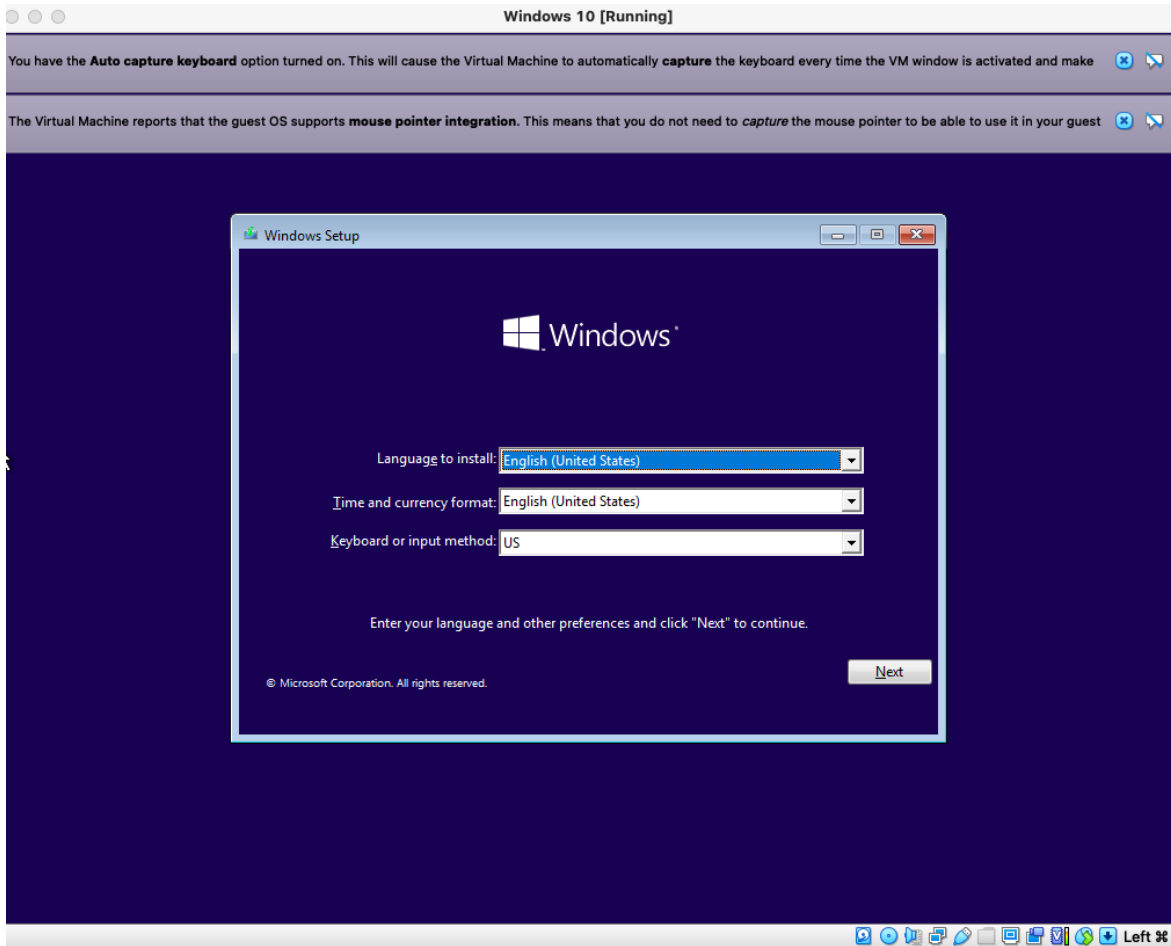 Windows 10 [Running]
You have the Auto capture keyboard option turned on. This will cause the Virtual Machine to automatically capture the keyboard every time the VM window is activated and make
The Virtual Machine reports that the guest OS supports mouse pointer integration. This means that you do not need to capture the mouse pointer to be able to use it in your guest
Windows Setup
Windows
Language to install: English (United States)
Time and currency format: English (United States)
Keyboard or input method: US
Enter your language and other preferences and click "Next" to continue.
© Microsoft Corporation. All rights reserved.
Next
Left ⌘